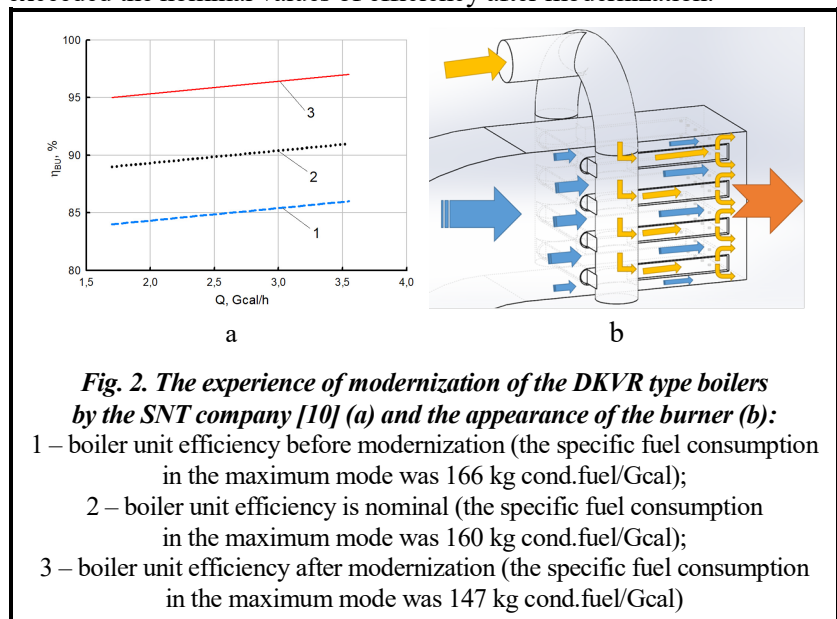 exceeded the nominal values of efficiency after modernization.
100
95
90
85
80
ηBU, %
3
2
1
1,5 2,0 2,5 3,0 3,5 4,0
Q, Gcal/h
a b
Fig. 2. The experience of modernization of the DKVR type boilers
by the SNT company [10] (a) and the appearance of the burner (b):
1 – boiler unit efficiency before modernization (the specific fuel consumption
in the maximum mode was 166 kg cond.fuel/Gcal);
2 – boiler unit efficiency is nominal (the specific fuel consumption
in the maximum mode was 160 kg cond.fuel/Gcal);
3 – boiler unit efficiency after modernization (the specific fuel consumption
in the maximum mode was 147 kg cond.fuel/Gcal)